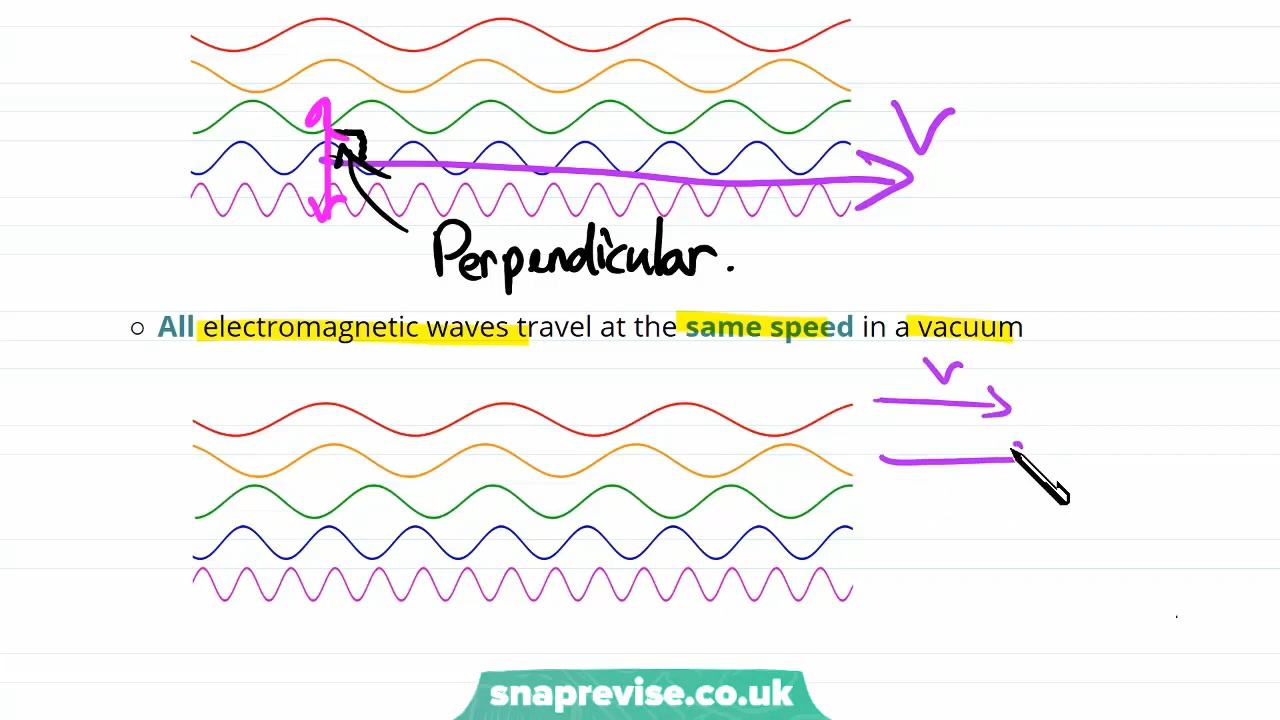 V
Perpendicular.
All electromagnetic waves travel at the same speed in a vacuum
V
snaprevise.co.uk